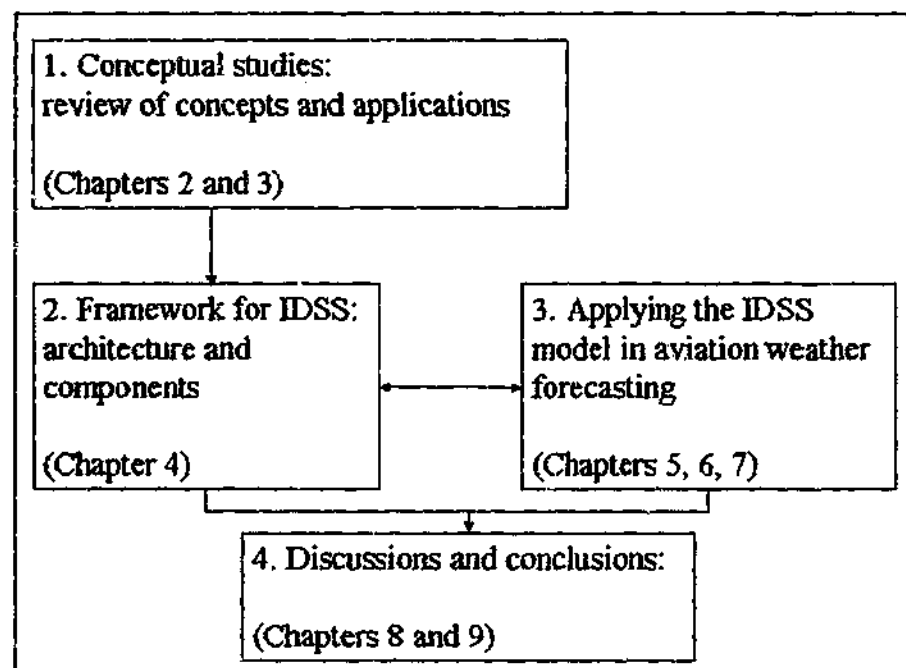 1. Conceptual studies:
review of concepts and applications
(Chapters 2 and 3)
2. Framework for IDSS:
architecture and
components
(Chapter 4)
3. Applying the IDSS
model in aviation weather
forecasting
(Chapters 5, 6, 7)
4. Discussions and conclusions:
(Chapters 8 and 9)